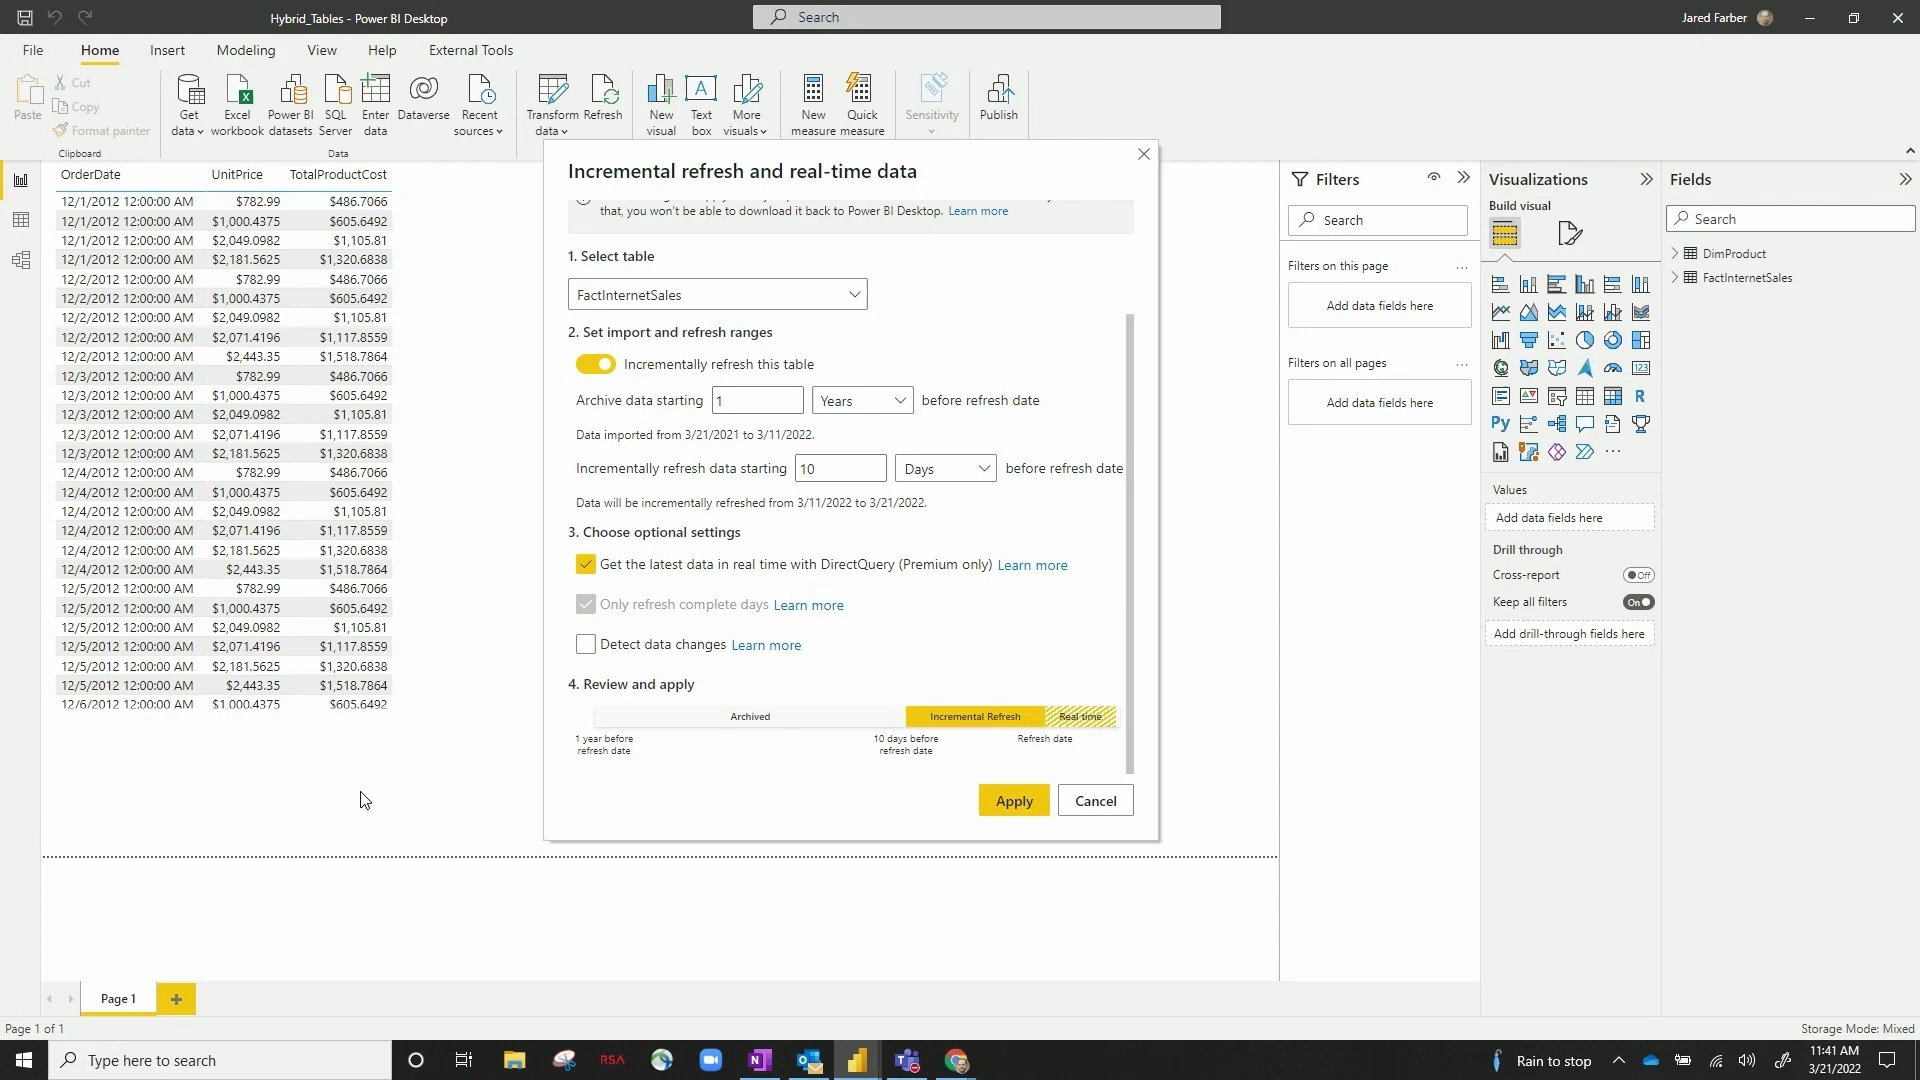 Hybrid_Tables - Power BI Desktop
Search
Jared Farber
File
Home
Insert
Modeling
View
Help
External Tools
Paste
Cut
Copy
Format painter
Clipboard
Get data
Excel workbook
Power BI datasets
SQL Server
Enter data
Dataverse
Recent sources
Data
Transform data
Refresh
New visual
Text box
More visuals
New measure
Quick measure
Sensitivity
Publish
OrderDate UnitPrice TotalProductCost
12/1/2012 12:00:00 AM $782.99 $486.7066
12/1/2012 12:00:00 AM $1,000.4375 $605.6492
12/1/2012 12:00:00 AM $2,049.0982 $1,105.81
12/1/2012 12:00:00 AM $2,181.5625 $1,320.6838
12/2/2012 12:00:00 AM $782.99 $486.7066
12/2/2012 12:00:00 AM $1,000.4375 $605.6492
12/2/2012 12:00:00 AM $2,049.0982 $1,105.81
12/2/2012 12:00:00 AM $2,071.4196 $1,117.8559
12/2/2012 12:00:00 AM $2,443.35 $1,518.7864
12/3/2012 12:00:00 AM $782.99 $486.7066
12/3/2012 12:00:00 AM $1,000.4375 $605.6492
12/3/2012 12:00:00 AM $2,049.0982 $1,105.81
12/3/2012 12:00:00 AM $2,071.4196 $1,117.8559
12/3/2012 12:00:00 AM $2,181.5625 $1,320.6838
12/4/2012 12:00:00 AM $782.99 $486.7066
12/4/2012 12:00:00 AM $1,000.4375 $605.6492
12/4/2012 12:00:00 AM $2,049.0982 $1,105.81
12/4/2012 12:00:00 AM $2,071.4196 $1,117.8559
12/4/2012 12:00:00 AM $2,181.5625 $1,320.6838
12/4/2012 12:00:00 AM $2,443.35 $1,518.7864
12/5/2012 12:00:00 AM $782.99 $486.7066
12/5/2012 12:00:00 AM $1,000.4375 $605.6492
12/5/2012 12:00:00 AM $2,049.0982 $1,105.81
12/5/2012 12:00:00 AM $2,071.4196 $1,117.8559
12/5/2012 12:00:00 AM $2,181.5625 $1,320.6838
12/5/2012 12:00:00 AM $2,443.35 $1,518.7864
12/6/2012 12:00:00 AM $1,000.4375 $605.6492
Incremental refresh and real-time data
that, you won't be able to download it back to Power BI Desktop. Learn more
1. Select table
FactInternetSales
2. Set import and refresh ranges
Incrementally refresh this table
Archive data starting 1 Years before refresh date
Data imported from 3/21/2021 to 3/11/2022.
Incrementally refresh data starting 10 Days before refresh date
Data will be incrementally refreshed from 3/11/2022 to 3/21/2022.
3. Choose optional settings
Get the latest data in real time with DirectQuery (Premium only) Learn more
Only refresh complete days Learn more
Detect data changes Learn more
4. Review and apply
Archived Incremental Refresh Real time
1 year before refresh date
10 days before refresh date
Refresh date
Apply
Cancel
Filters
Search
Filters on this page
Add data fields here
Filters on all pages
Add data fields here
Visualizations
Build visual
123
R
Py
Values
Add data fields here
Drill through
Cross-report Off
Keep all filters On
Add drill-through fields here
Fields
Search
DimProduct
FactInternetSales
Page 1
Page 1 of 1
Storage Mode: Mixed
Type here to search
RSA
Rain to stop
11:41 AM
3/21/2022